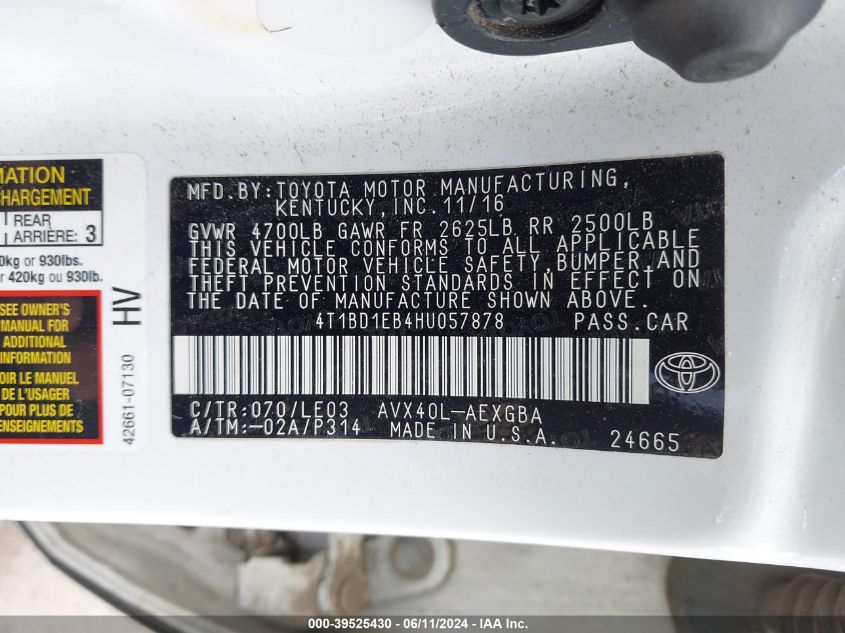 MATION
CHARGEMENT
REAR
ARRIÈRE: 3
0kg or 930lbs.
r 420kg ou 930lb.
SEE OWNER'S
MANUAL FOR
ADDITIONAL
INFORMATION
OIR LE MANUEL
DE L'USAGER
POUR PLUS DE
RENSEIGNEMENTS
HV
42661-07130
MFD.BY:TOYOTA MOTOR MANUFACTURING,
KENTUCKY,INC.11/16
GVWR 4700LB GAWR FR 2625LB RR 2500LB
THIS VEHICLE CONFORMS TO ALL APPLICABLE
FEDERAL MOTOR VEHICLE SAFETY,BUMPER,AND
THEFT PREVENTION STANDARDS IN EFFECT ON
THE DATE OF MANUFACTURE SHOWN ABOVE.
4T1BD1EB4HU057878 PASS.CAR
C/TR:070/LE03 AVX40L-AEXGBA
A/TM:-02A/P314 MADE IN U.S.A. 24665
000-39525430 - 06/11/2024 - IAA Inc.